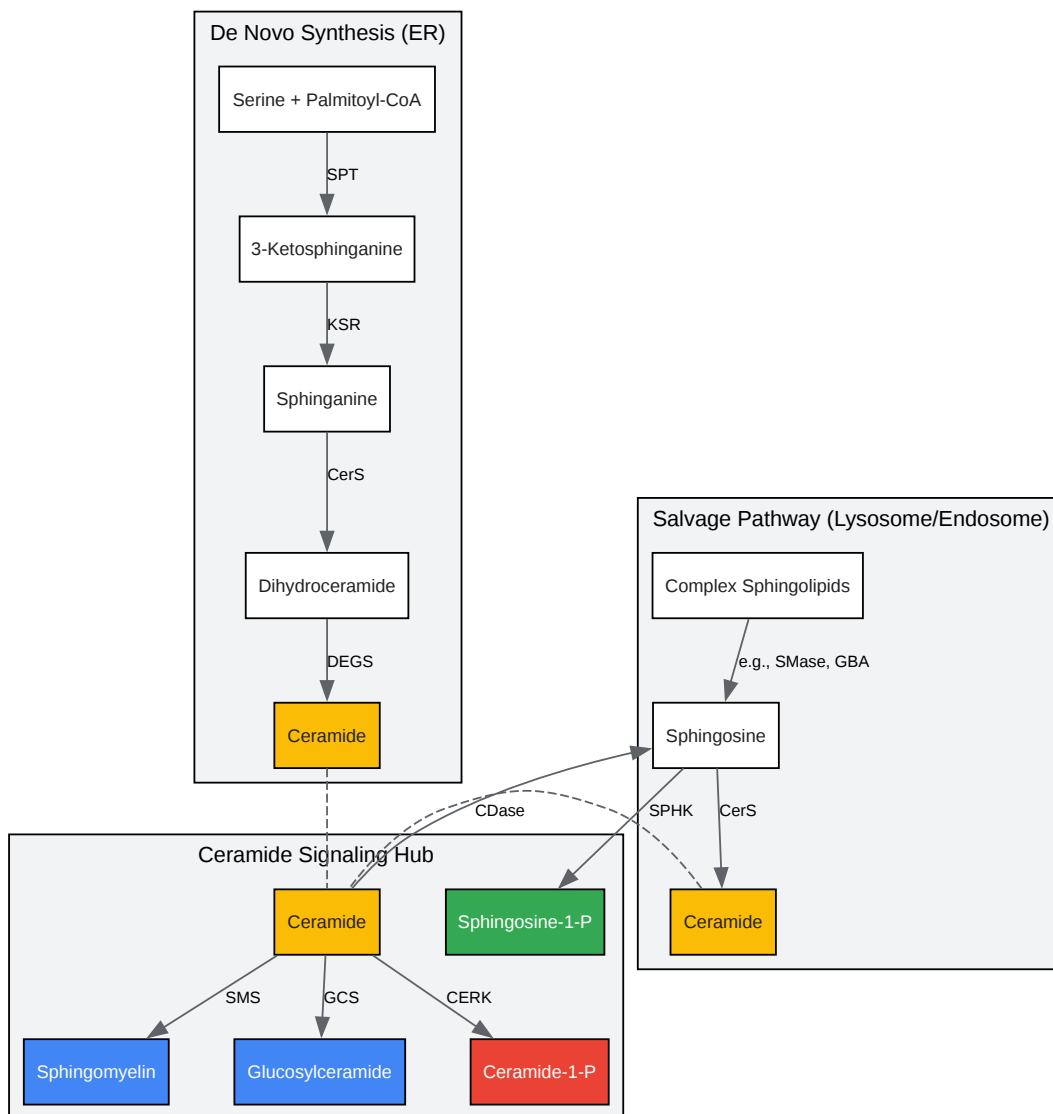 De Novo Synthesis (ER)
Serine + Palmitoyl-CoA
SPT
3-Ketosphinganine
KSR
Sphinganine
CerS
Dihydroceramide
DEGS
Ceramide
Salvage Pathway (Lysosome/Endosome)
Complex Sphingolipids
e.g., SMase, GBA
Sphingosine
CDase
SPHK
CerS
Ceramide
Ceramide Signaling Hub
Ceramide
Sphingosine-1-P
SMS
GCS
CERK
Sphingomyelin
Glucosylceramide
Ceramide-1-P